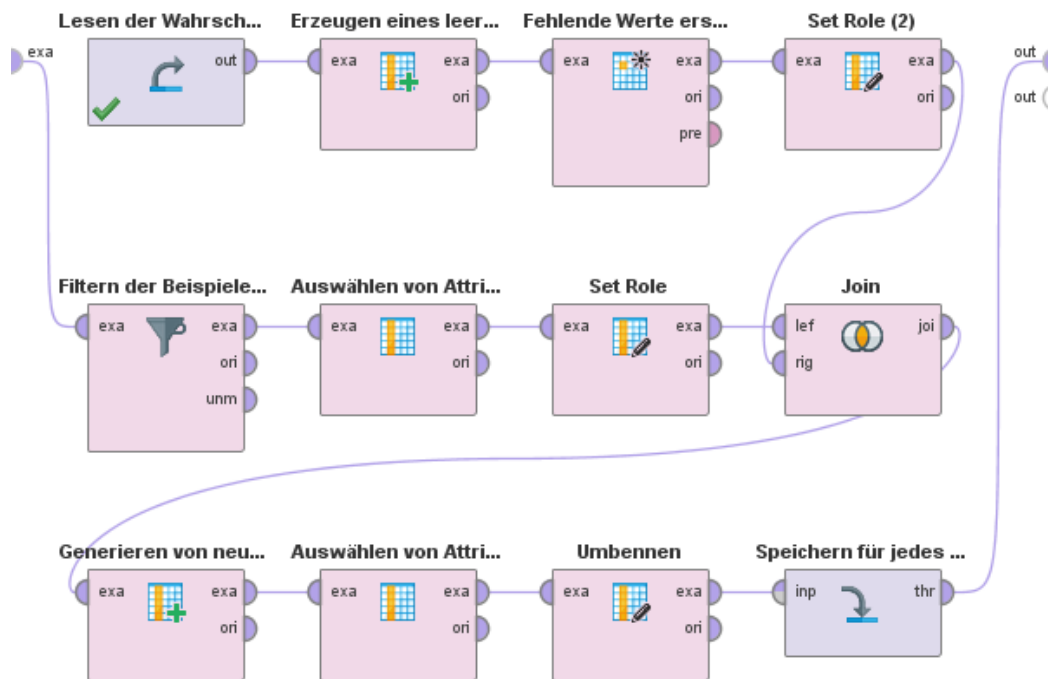 Lesen der Wahrsch... Erzeugen eines leer... Fehlende Werte ers... Set Role (2)
exa out exa exa exa exa exa exa out
ori ori ori out
pre
Filtern der Beispiele... Auswählen von Attri... Set Role Join
exa exa exa exa exa exa lef joi
ori ori ori rig
unm
Generieren von neu... Auswählen von Attri... Umbennen Speichern für jedes ...
exa exa exa exa exa exa inp thr
ori ori ori